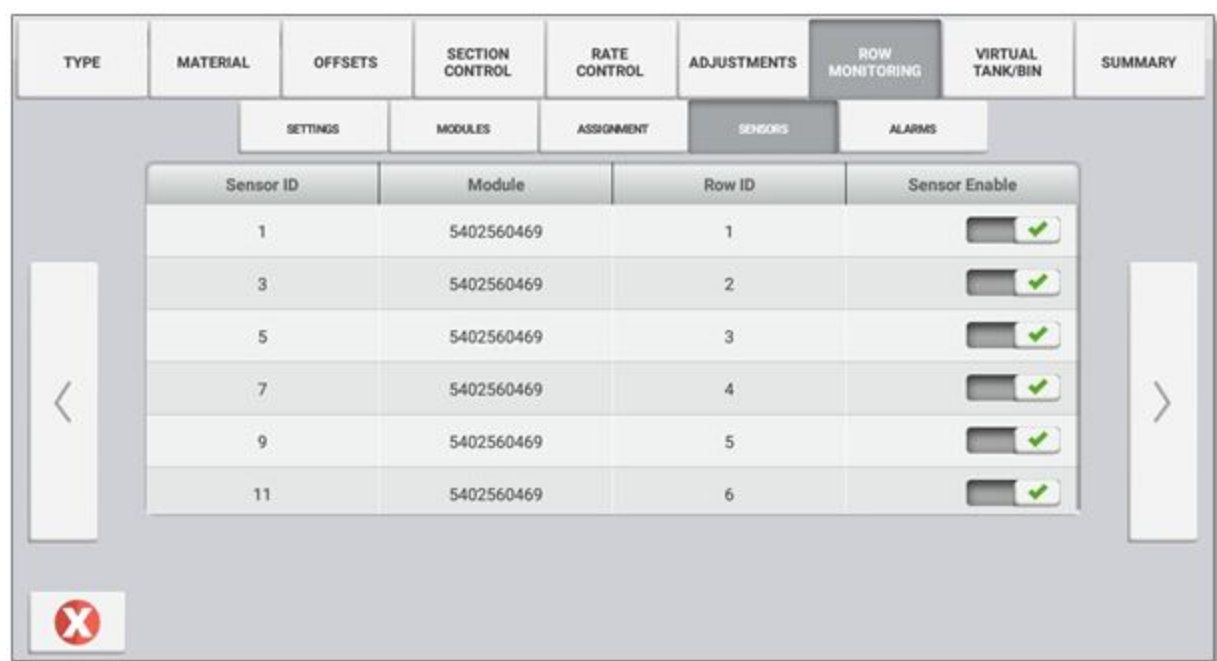 TYPE
MATERIAL
OFFSETS
SECTION
CONTROL
RATE
CONTROL
ADJUSTMENTS
ROW
MONITORING
VIRTUAL
TANK/BIN
SUMMARY
SETTINGS
MODULES
ASSIGNMENT
SENSORS
ALARMS
Sensor ID Module Row ID Sensor Enable
1 5402560469 1
3 5402560469 2
5 5402560469 3
7 5402560469 4
9 5402560469 5
11 5402560469 6